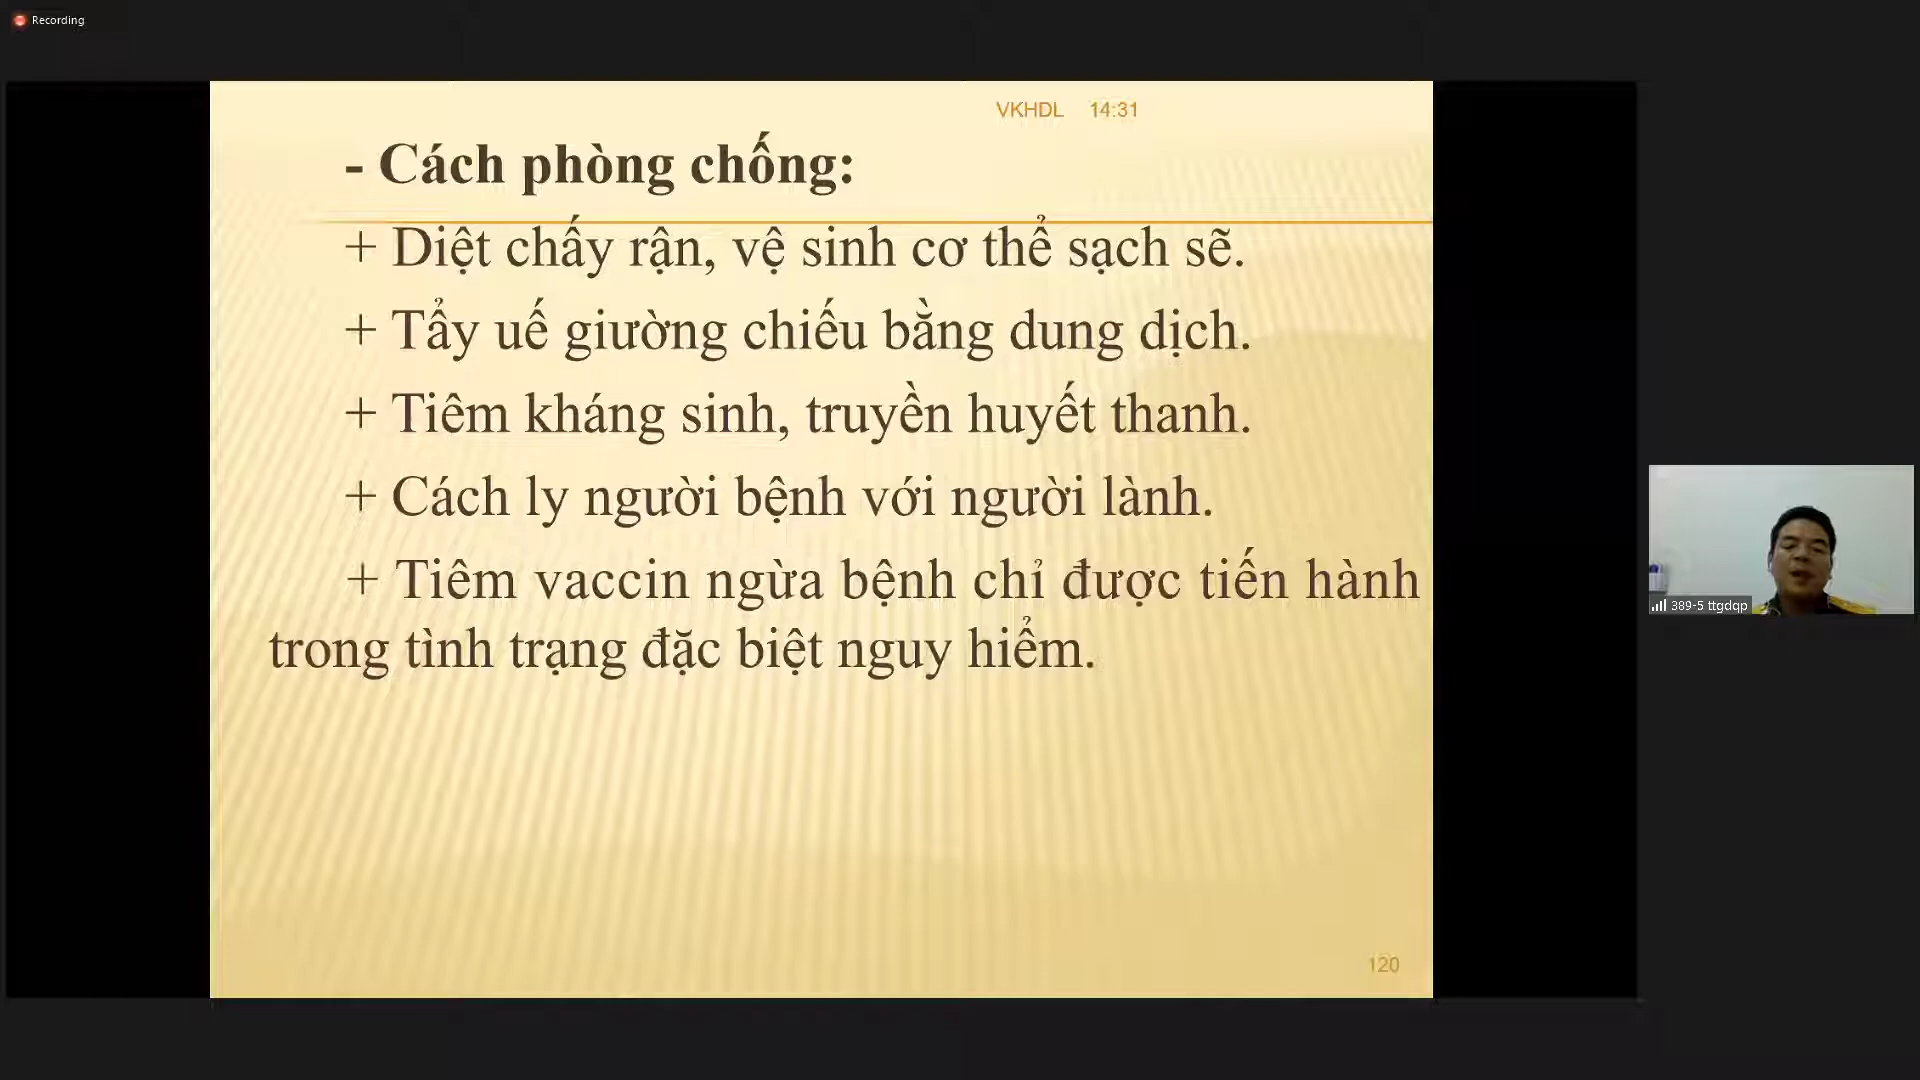 Recording
VKHDL 14:31
- Cách phòng chống:
+ Diệt chấy rận, vệ sinh cơ thể sạch sẽ.
+ Tẩy uế giường chiếu bằng dung dịch.
+ Tiêm kháng sinh, truyền huyết thanh.
+ Cách ly người bệnh với người lành.
+ Tiêm vaccin ngừa bệnh chỉ được tiến hành
trong tình trạng đặc biệt nguy hiểm.
389-5 ttgdqp
120